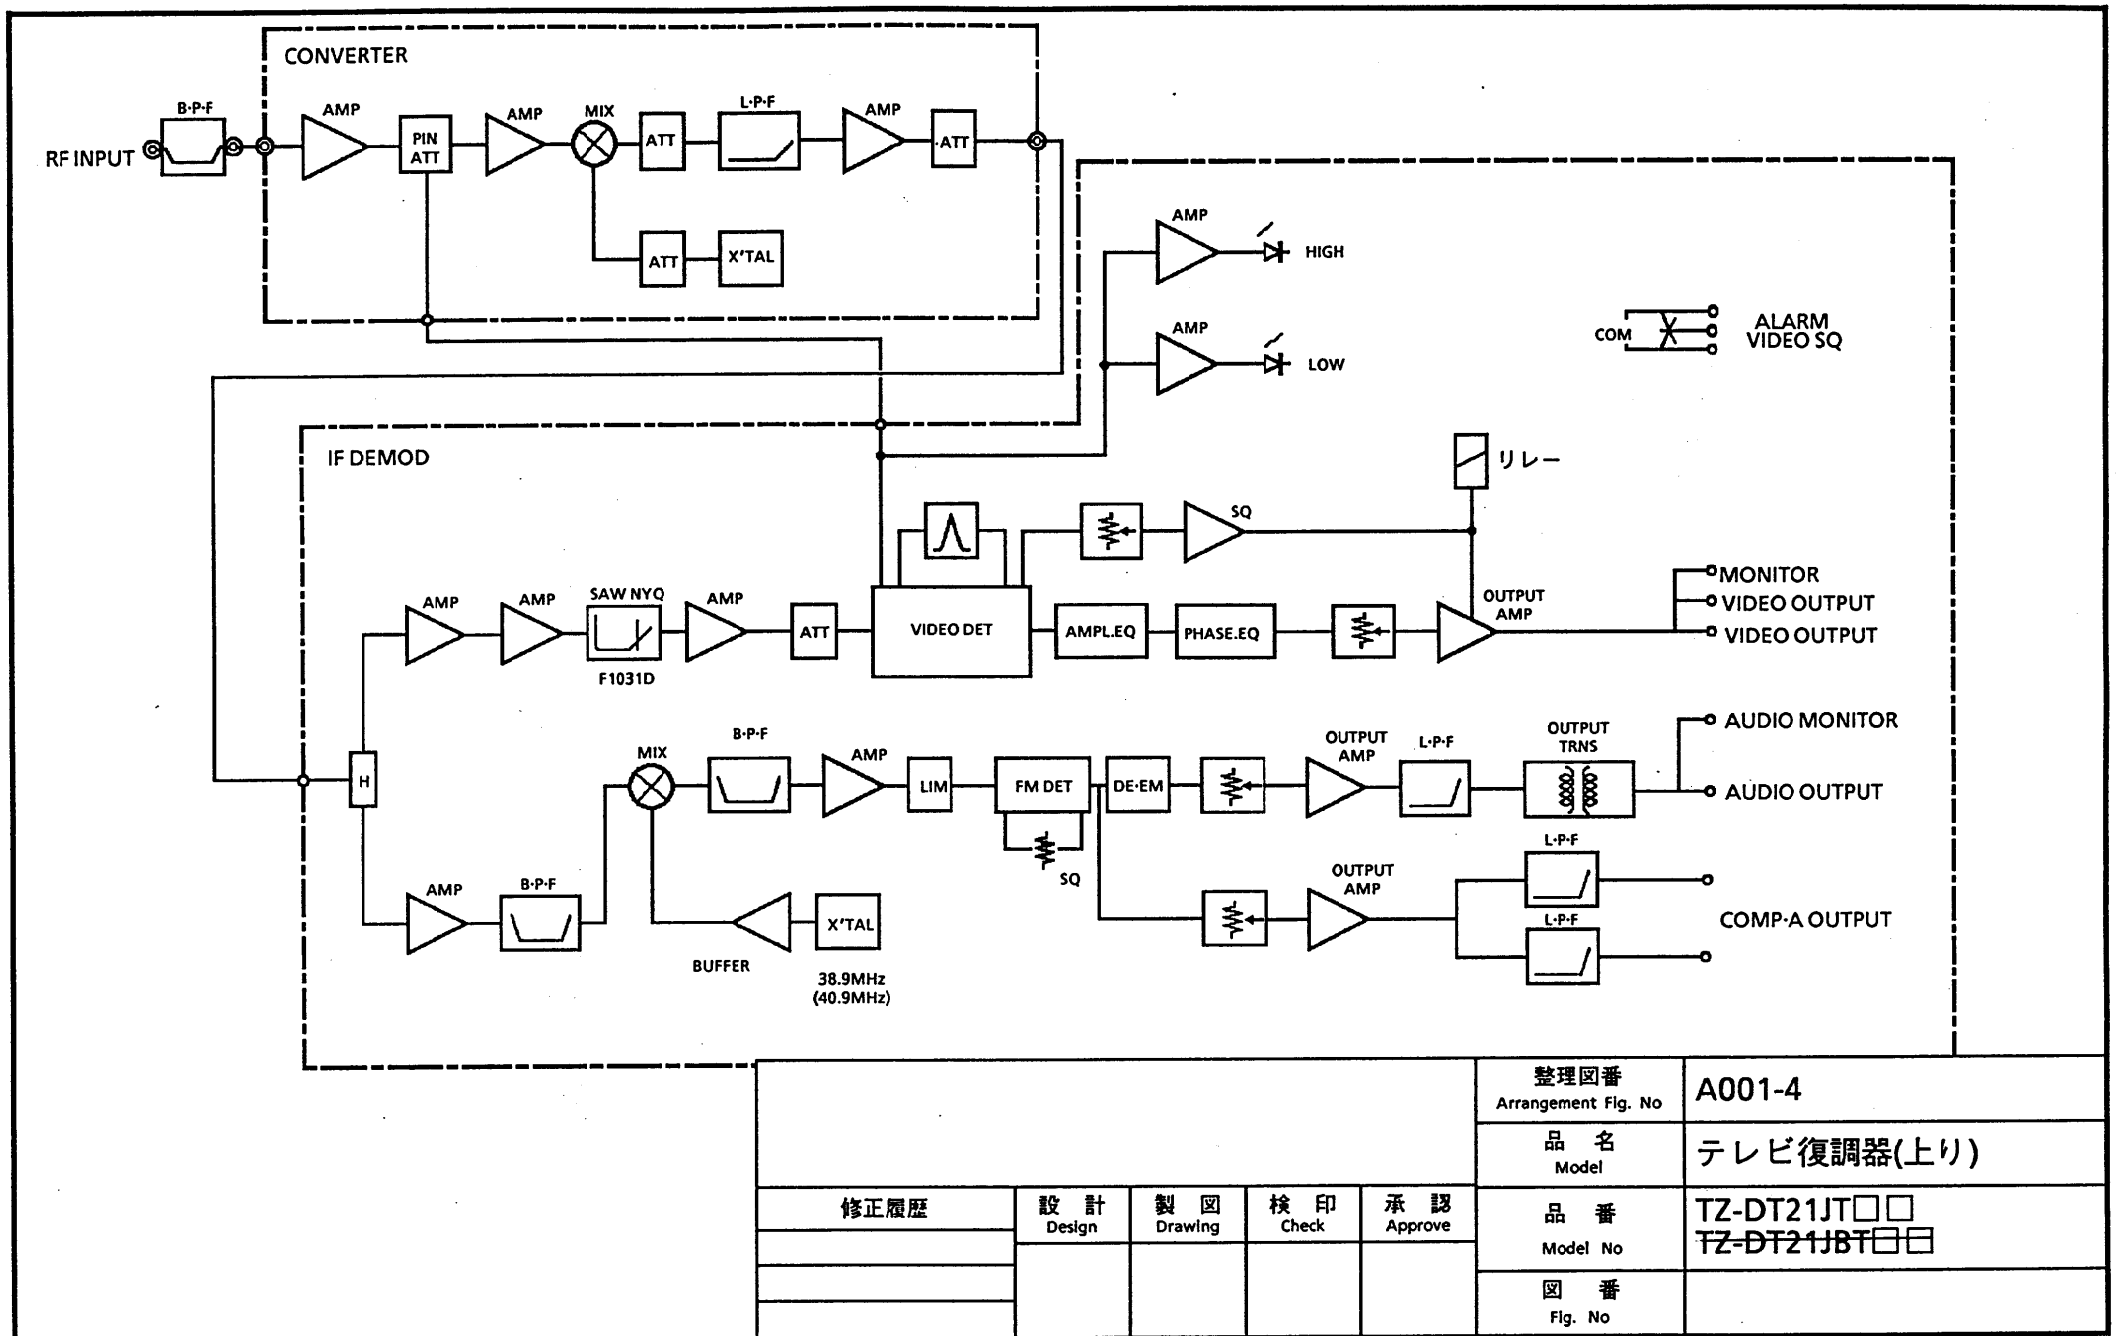 CONVERTER
B·P·F
AMP
AMP
MIX
L·P·F
AMP
RF INPUT
PIN
ATT
ATT
ATT
ATT
X'TAL
AMP
HIGH
AMP
LOW
COM
ALARM
VIDEO SQ
IF DEMOD
リレー
SQ
AMP
AMP
SAW NYQ
AMP
ATT
VIDEO DET
AMPL.EQ
PHASE.EQ
OUTPUT
AMP
MONITOR
VIDEO OUTPUT
VIDEO OUTPUT
F1031D
H
MIX
B·P·F
AMP
LIM
FM DET
DE·EM
OUTPUT
AMP
L·P·F
OUTPUT
TRNS
AUDIO MONITOR
AUDIO OUTPUT
SQ
AMP
B·P·F
BUFFER
X'TAL
38.9MHz
(40.9MHz)
OUTPUT
AMP
L·P·F
L·P·F
COMP·A OUTPUT
整理図番
Arrangement Fig. No
A001-4
品 名
Model
テレビ復調器(上り)
修正履歴
設 計
Design
製 図
Drawing
検 印
Check
承 認
Approve
品 番
Model No
TZ-DT21JT□□
TZ-DT21JBT□□
図 番
Fig. No